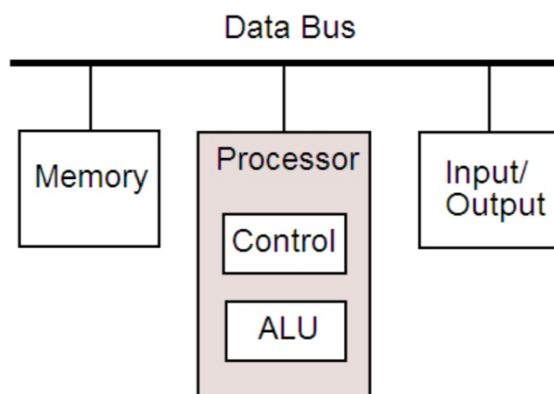 Data Bus
Memory
Processor
Control
ALU
Input/
Output